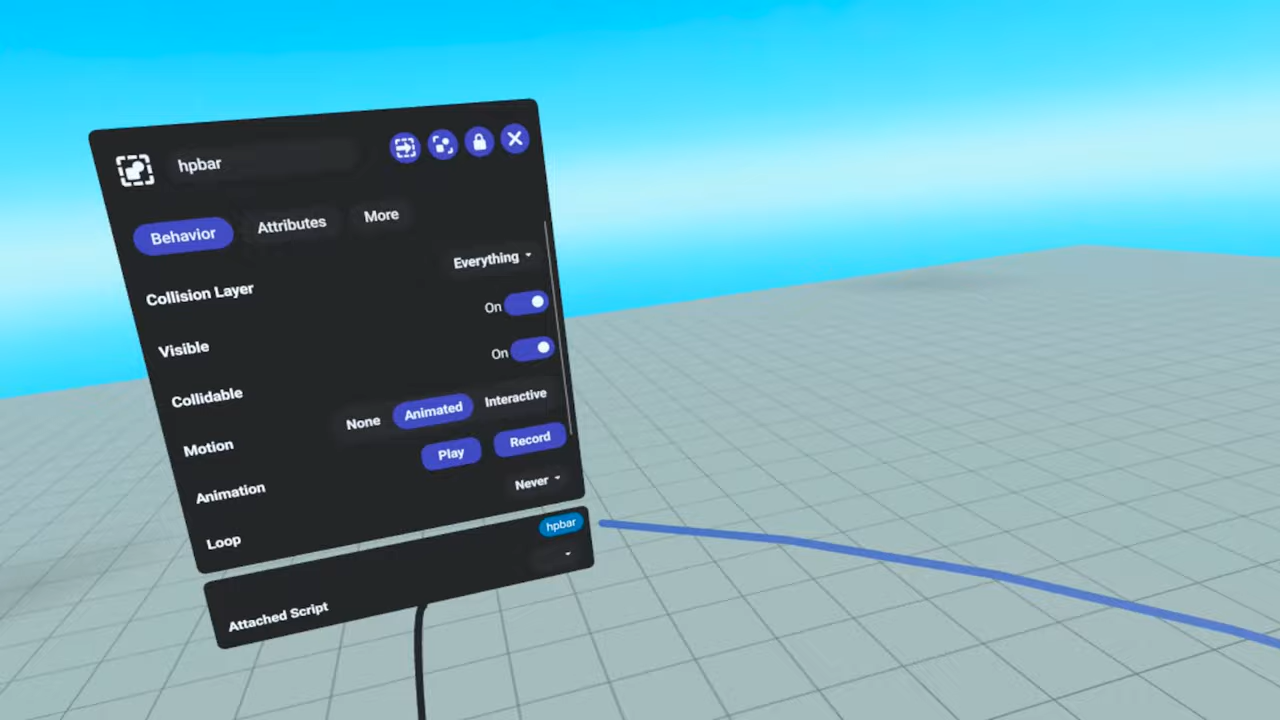 hpbar
Behavior Attributes More
Collision Layer Everything
Visible On
Collidable On
Motion None Animated Interactive
Animation Play Record
Loop Never
hpbar
Attached Script